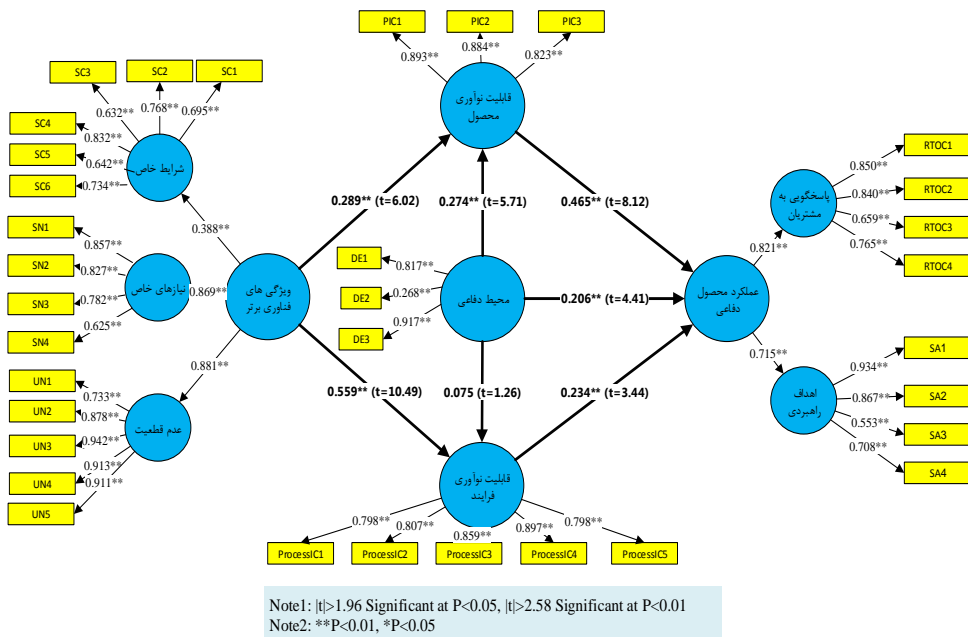 PIC1
PIC2
PIC3
0.893**
0.884**
0.823**
قابلیت نوآوری
محصول
SC3
SC2
SC1
0.632**
0.768**
0.695**
SC4
0.832**
SC5
0.642**
SC6
0.734**
شرایط خاص
0.388**
SN1
0.857**
SN2
0.827**
SN3
0.782**
SN4
0.625**
نیازهای خاص
0.869**
ویژگی های
فناوری برتر
0.881**
UN1
0.733**
UN2
0.878**
UN3
0.942**
UN4
0.913**
UN5
0.911**
عدم قطعیت
0.289** (t=6.02)
0.274** (t=5.71)
0.465** (t=8.12)
DE1
0.817**
DE2
0.268**
DE3
0.917**
محیط دفاعی
0.206** (t=4.41)
0.559** (t=10.49)
0.075 (t=1.26)
0.234** (t=3.44)
عملکرد محصول
دفاعی
0.821**
پاسخگویی به
مشتریان
RTOC1
0.850**
RTOC2
0.840**
RTOC3
0.659**
RTOC4
0.765**
0.715**
اهداف
راهبردی
SA1
0.934**
SA2
0.867**
SA3
0.553**
SA4
0.708**
قابلیت نوآوری
فرایند
0.798**
0.807**
0.859**
0.897**
0.798**
ProcessIC1
ProcessIC2
ProcessIC3
ProcessIC4
ProcessIC5
Note1: |t|>1.96 Significant at P<0.05, |t|>2.58 Significant at P<0.01
Note2: **P<0.01, *P<0.05